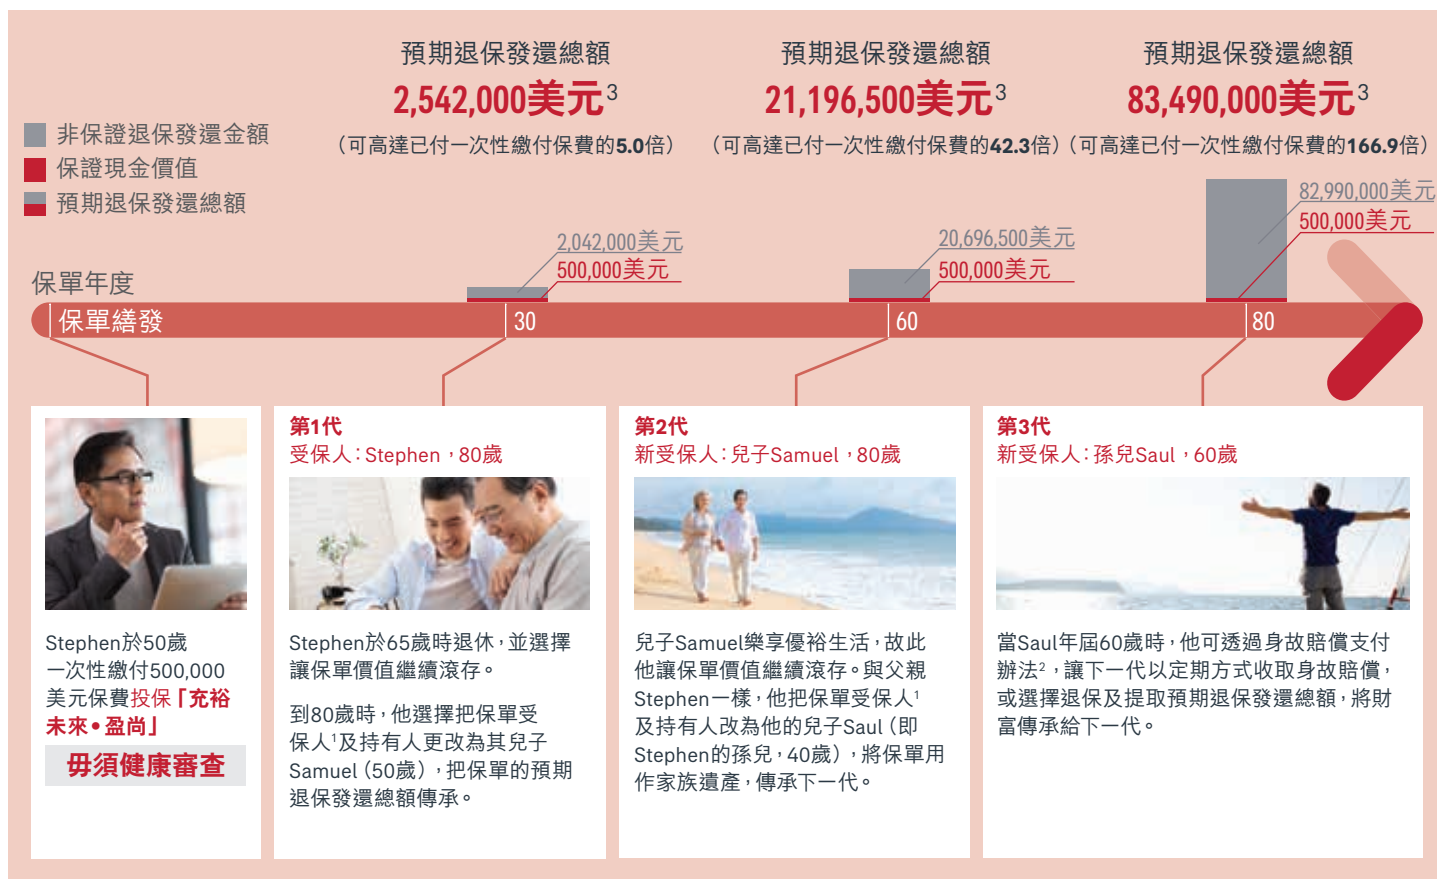 預期退保發還總額
2,542,000美元3
（可高達已付一次性繳付保費的5.0倍）
預期退保發還總額
21,196,500美元3
（可高達已付一次性繳付保費的42.3倍）
預期退保發還總額
83,490,000美元3
（可高達已付一次性繳付保費的166.9倍）
非保證退保發還金額
保證現金價值
預期退保發還總額
2,042,000美元
500,000美元
20,696,500美元
500,000美元
82,990,000美元
500,000美元
保單年度
保單繕發
30
60
80
Stephen於50歲
一次性繳付500,000
美元保費投保「充裕
未來•盈尚」
毋須健康審查
第1代
受保人：Stephen，80歲
Stephen於65歲時退休，並選擇
讓保單價值繼續滾存。
到80歲時，他選擇把保單受
保人1及持有人更改為其兒子
Samuel（50歲），把保單的預期
退保發還總額傳承。
第2代
新受保人：兒子Samuel，80歲
兒子Samuel樂享優裕生活，故此
他讓保單價值繼續滾存。與父親
Stephen一樣，他把保單受保人1
及持有人改為他的兒子Saul（即
Stephen的孫兒，40歲），將保單用
作家族遺產，傳承下一代。
第3代
新受保人：孫兒Saul，60歲
當Saul年屆60歲時，他可透過身故賠償支付
辦法2，讓下一代以定期方式收取身故賠償，
或選擇退保及提取預期退保發還總額，將財
富傳承給下一代。